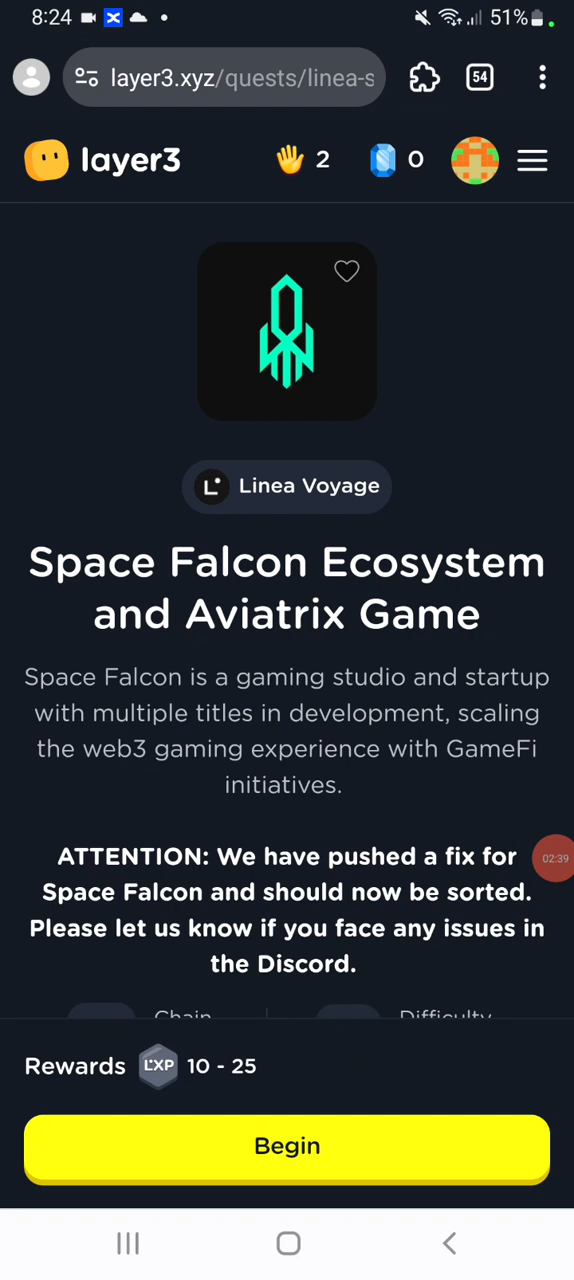 8:24
51%
layer3.xyz/quests/linea-s
54
layer3
2
0
Linea Voyage
Space Falcon Ecosystem
and Aviatrix Game
Space Falcon is a gaming studio and startup
with multiple titles in development, scaling
the web3 gaming experience with GameFi
initiatives.
ATTENTION: We have pushed a fix for
Space Falcon and should now be sorted.
Please let us know if you face any issues in
the Discord.
02:39
Chain
Difficulty
Rewards LXP 10 - 25
Begin